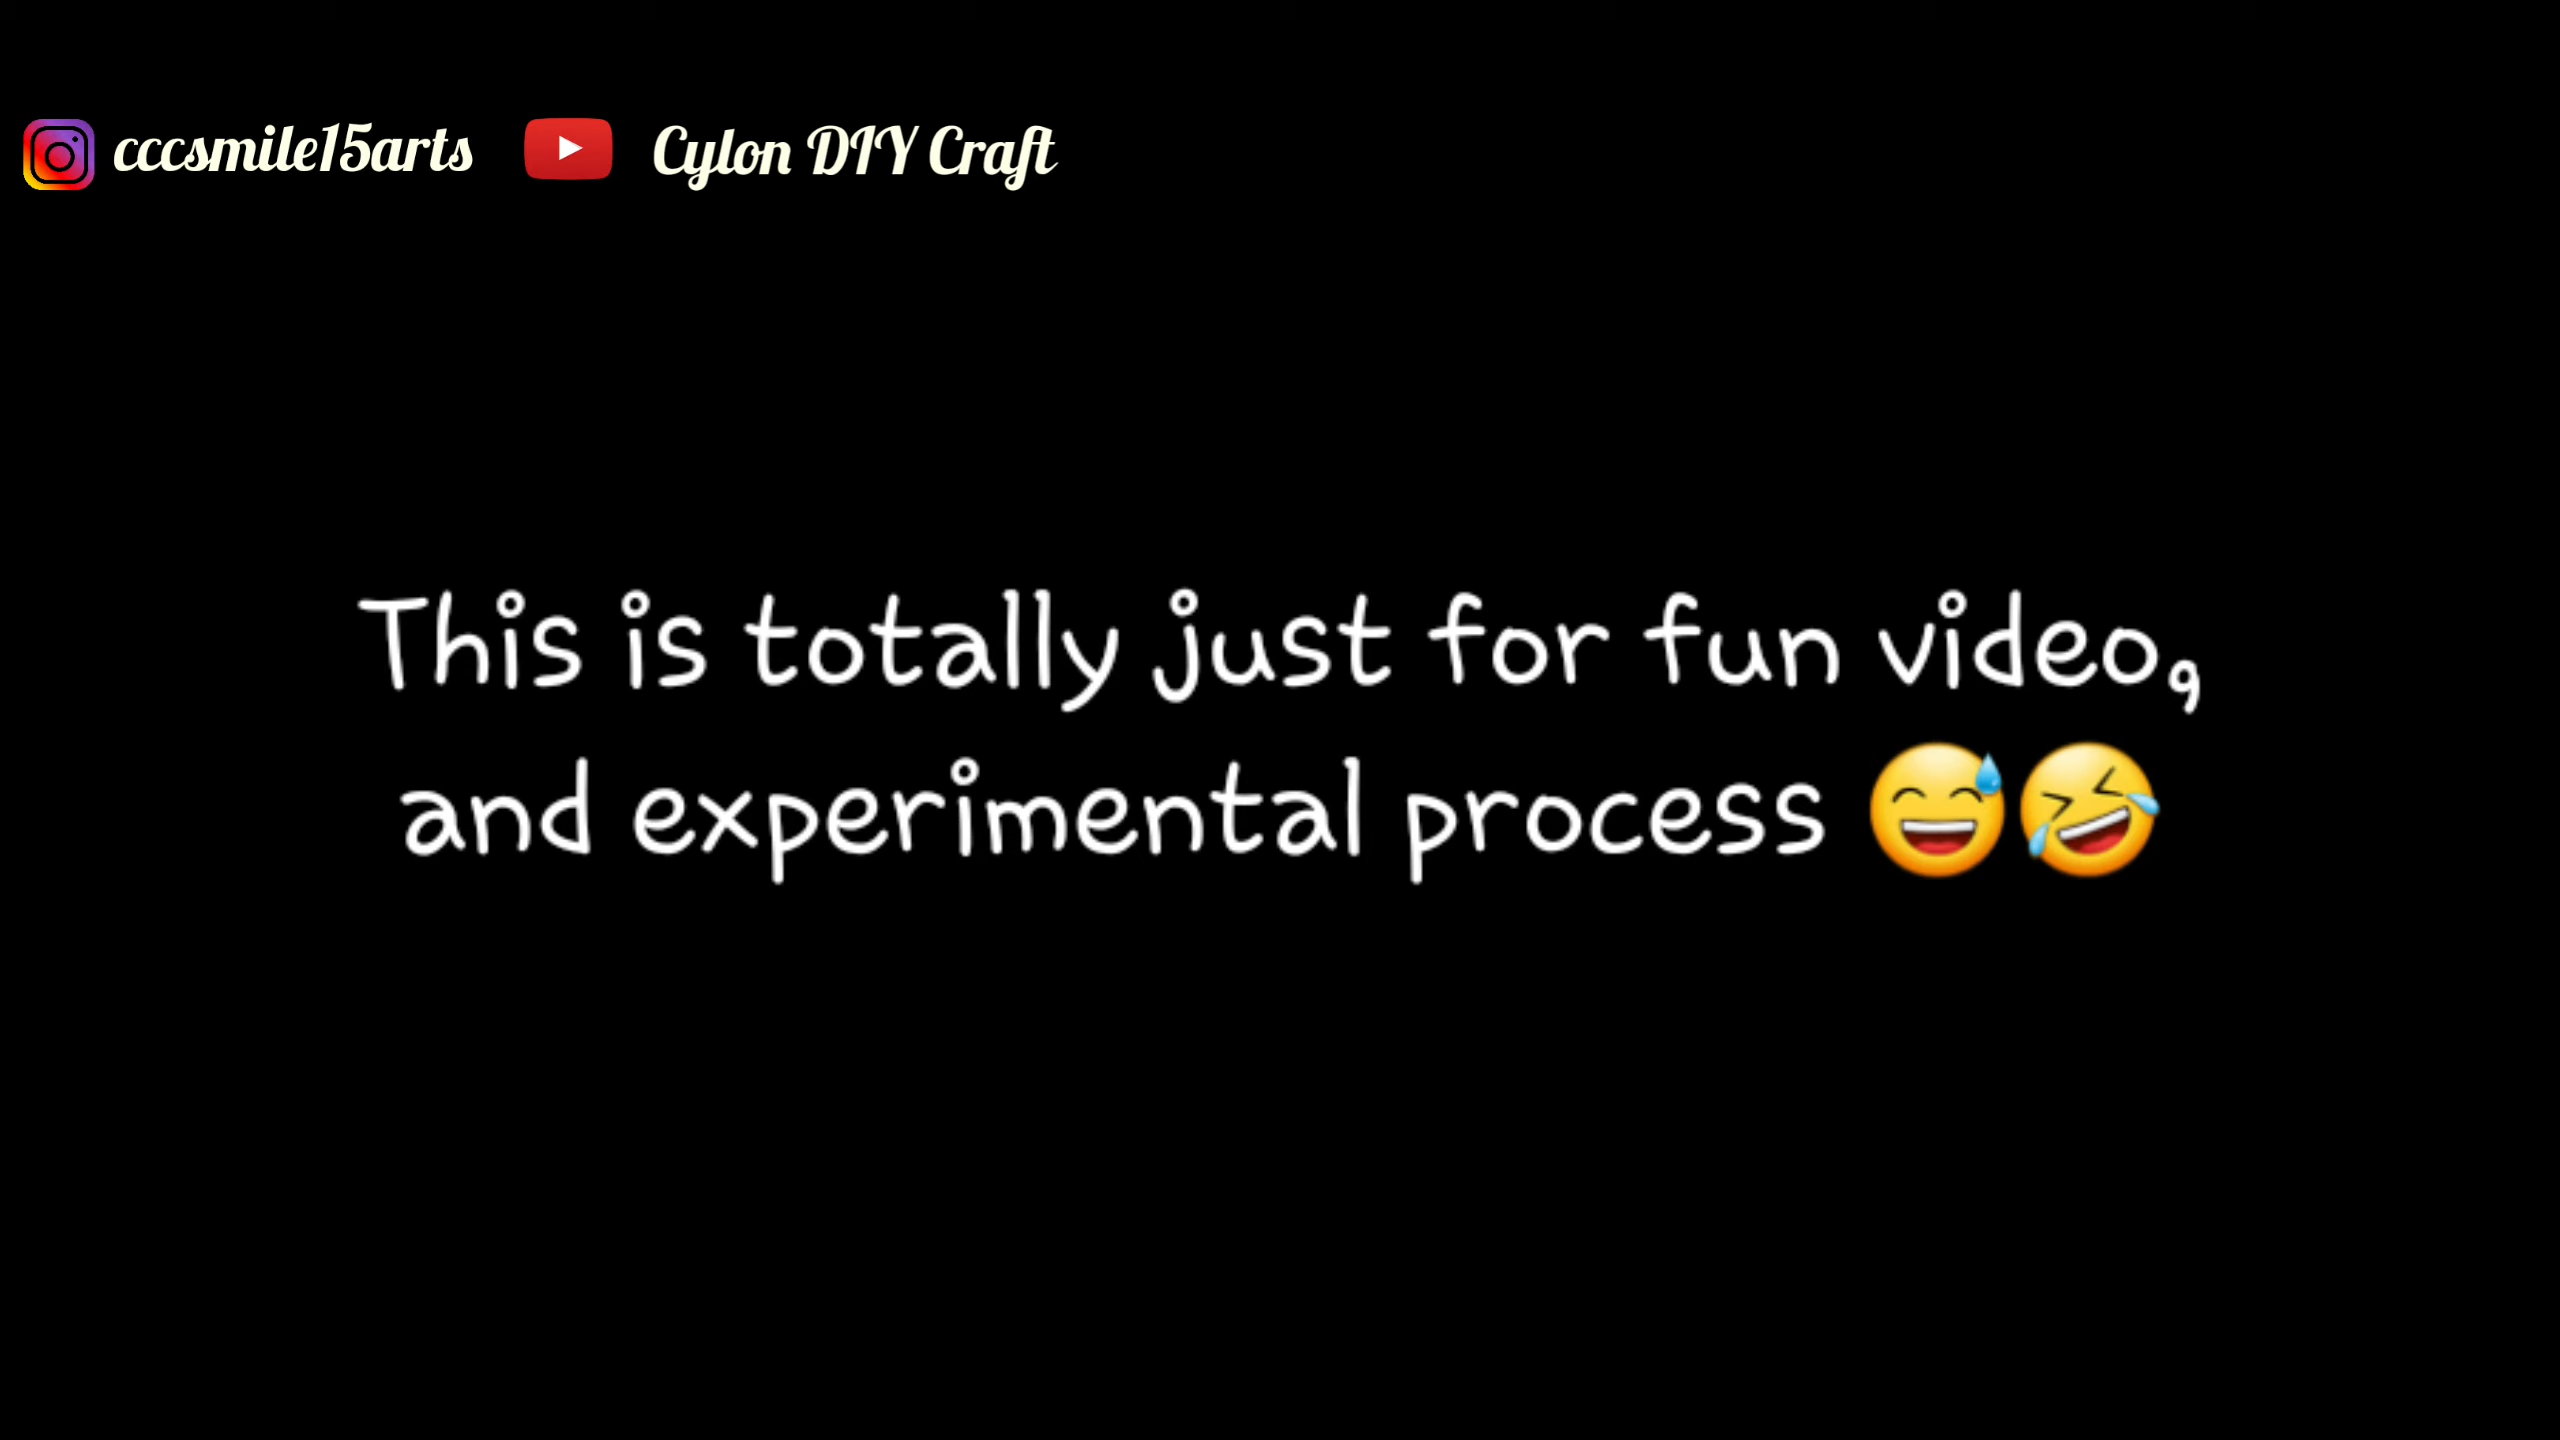 cccsmile15arts Cylon DIY Craft
This is totally just for fun video,
and experimental process 😅🤣